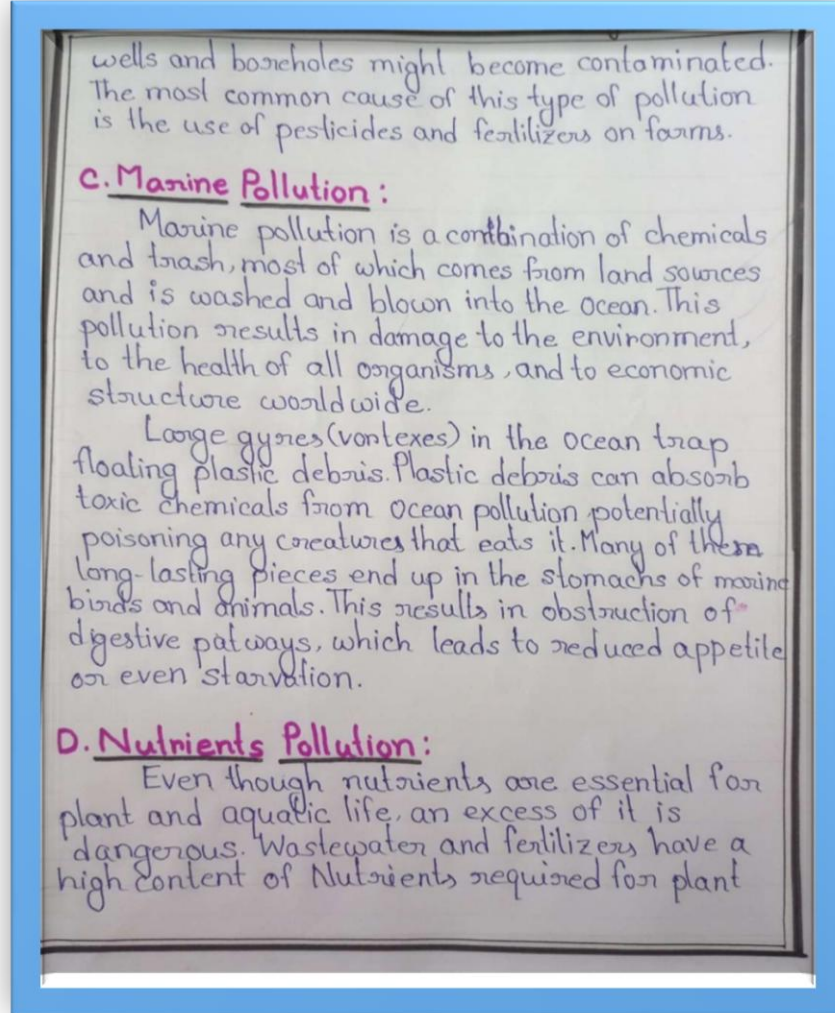 wells and boreholes might become contaminated.
The most common cause of this type of pollution
is the use of pesticides and fertilizers on farms.
C. Marine Pollution :
Marine pollution is a combination of chemicals
and trash, most of which comes from land sources
and is washed and blown into the ocean. This
pollution results in damage to the environment,
to the health of all organisms, and to economic
structure worldwide.
Large gyres (vortexes) in the ocean trap
floating plastic debris. Plastic debris can absorb
toxic chemicals from ocean pollution potentially
poisoning any creatures that eats it. Many of these
long-lasting pieces end up in the stomachs of marine
birds and animals. This results in obstruction of
digestive patways, which leads to reduced appetite
or even starvation.
D. Nutrients Pollution :
Even though nutrients are essential for
plant and aquatic life, an excess of it is
dangerous. Wastewater and fertilizers have a
high content of Nutrients required for plant